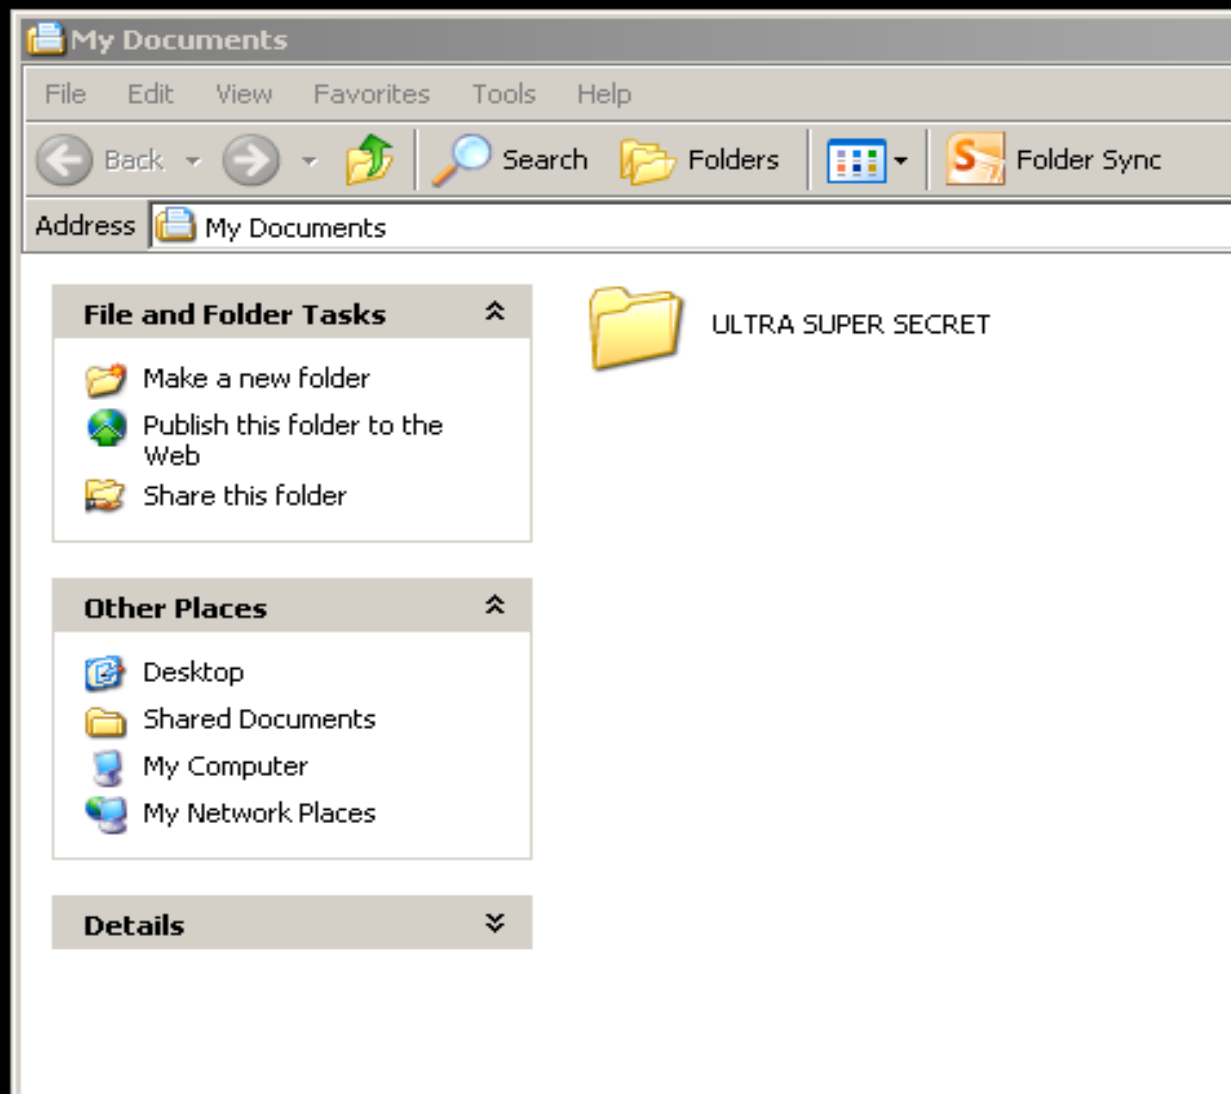 My Documents
File Edit View Favorites Tools Help
Back Search Folders Folder Sync
Address My Documents
File and Folder Tasks
Make a new folder
Publish this folder to the
Web
Share this folder
Other Places
Desktop
Shared Documents
My Computer
My Network Places
Details
ULTRA SUPER SECRET